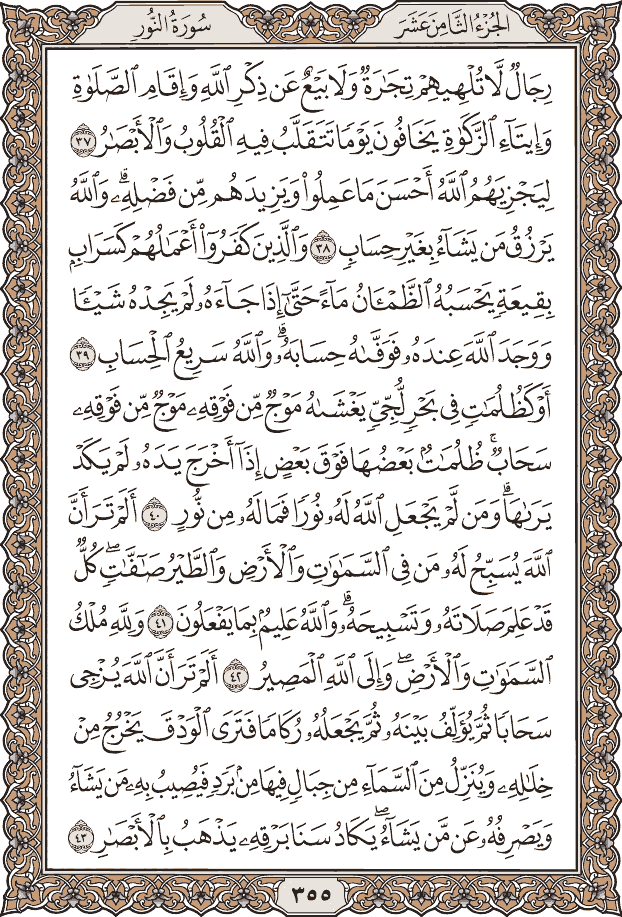 الجُزْءُ الثَّامِنَ عَشَرَ
سُورَةُ النُّورِ
رِجَالٌ لَّا تُلْهِيهِمْ تِجَٰرَةٌ وَلَا بَيْعٌ عَن ذِكْرِ ٱللَّهِ وَإِقَامِ ٱلصَّلَوٰةِ
وَإِيتَآءِ ٱلزَّكَوٰةِ يَخَافُونَ يَوْمًا تَتَقَلَّبُ فِيهِ ٱلْقُلُوبُ وَٱلْأَبْصَٰرُ ٣٧
لِيَجْزِيَهُمُ ٱللَّهُ أَحْسَنَ مَا عَمِلُوا۟ وَيَزِيدَهُم مِّن فَضْلِهِۦۗ وَٱللَّهُ
يَرْزُقُ مَن يَشَآءُ بِغَيْرِ حِسَابٍ ٣٨ وَٱلَّذِينَ كَفَرُوٓا۟ أَعْمَٰلُهُمْ كَسَرَابٍۭ
بِقِيعَةٍ يَحْسَبُهُ ٱلظَّمْـَٔانُ مَآءً حَتَّىٰٓ إِذَا جَآءَهُۥ لَمْ يَجِدْهُ شَيْـًٔا
وَوَجَدَ ٱللَّهَ عِندَهُۥ فَوَفَّىٰهُ حِسَابَهُۥۗ وَٱللَّهُ سَرِيعُ ٱلْحِسَابِ ٣٩
أَوْ كَظُلُمَٰتٍ فِى بَحْرٍ لُّجِّىٍّ يَغْشَىٰهُ مَوْجٌ مِّن فَوْقِهِۦ مَوْجٌ مِّن فَوْقِهِۦ
سَحَابٌۚ ظُلُمَٰتٌۢ بَعْضُهَا فَوْقَ بَعْضٍ إِذَآ أَخْرَجَ يَدَهُۥ لَمْ يَكَدْ
يَرَىٰهَاۗ وَمَن لَّمْ يَجْعَلِ ٱللَّهُ لَهُۥ نُورًا فَمَا لَهُۥ مِن نُّورٍ ٤٠ أَلَمْ تَرَ أَنَّ
ٱللَّهَ يُسَبِّحُ لَهُۥ مَن فِى ٱلسَّمَٰوَٰتِ وَٱلْأَرْضِ وَٱلطَّيْرُ صَٰٓفَّٰتٍۖ كُلٌّ
قَدْ عَلِمَ صَلَاتَهُۥ وَتَسْبِيحَهُۥۗ وَٱللَّهُ عَلِيمٌۢ بِمَا يَفْعَلُونَ ٤١ وَلِلَّهِ مُلْكُ
ٱلسَّمَٰوَٰتِ وَٱلْأَرْضِۖ وَإِلَى ٱللَّهِ ٱلْمَصِيرُ ٤٢ أَلَمْ تَرَ أَنَّ ٱللَّهَ يُزْجِى
سَحَابًا ثُمَّ يُؤَلِّفُ بَيْنَهُۥ ثُمَّ يَجْعَلُهُۥ رُكَامًا فَتَرَى ٱلْوَدْقَ يَخْرُجُ مِنْ
خِلَٰلِهِۦ وَيُنَزِّلُ مِنَ ٱلسَّمَآءِ مِن جِبَالٍ فِيهَا مِنۢ بَرَدٍ فَيُصِيبُ بِهِۦ مَن يَشَآءُ
وَيَصْرِفُهُۥ عَن مَّن يَشَآءُۖ يَكَادُ سَنَا بَرْقِهِۦ يَذْهَبُ بِٱلْأَبْصَٰرِ ٤٣
٣٥٥